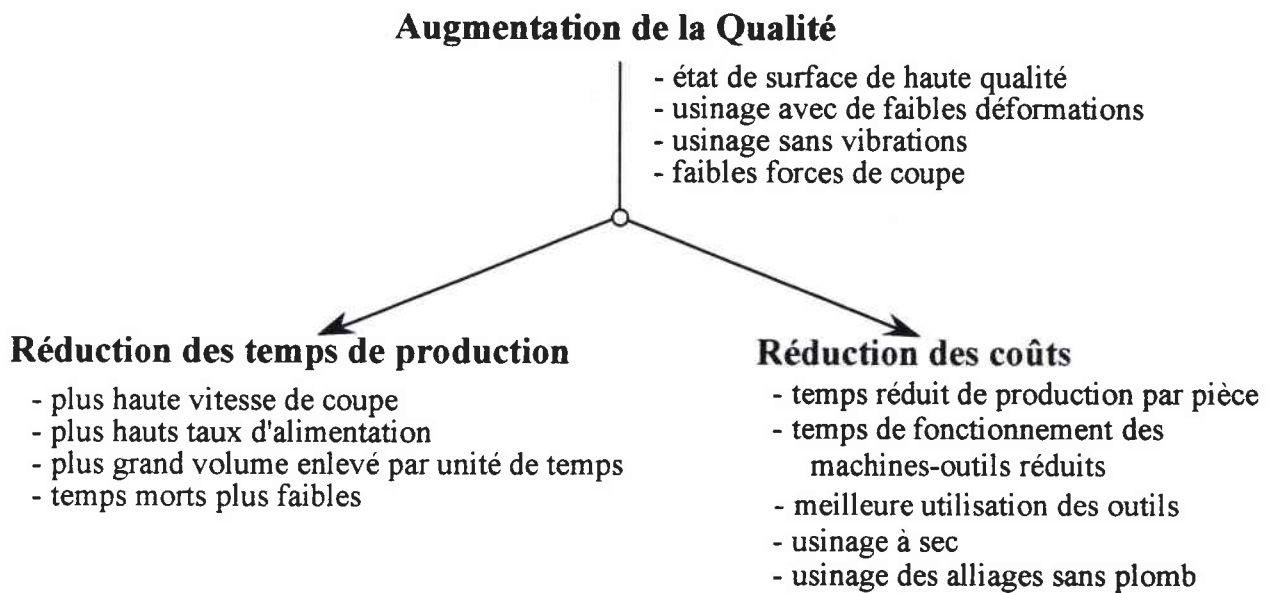 Augmentation de la Qualité
- état de surface de haute qualité
- usinage avec de faibles déformations
- usinage sans vibrations
- faibles forces de coupe
Réduction des temps de production
- plus haute vitesse de coupe
- plus hauts taux d'alimentation
- plus grand volume enlevé par unité de temps
- temps morts plus faibles
Réduction des coûts
- temps réduit de production par pièce
- temps de fonctionnement des
machines-outils réduits
- meilleure utilisation des outils
- usinage à sec
- usinage des alliages sans plomb